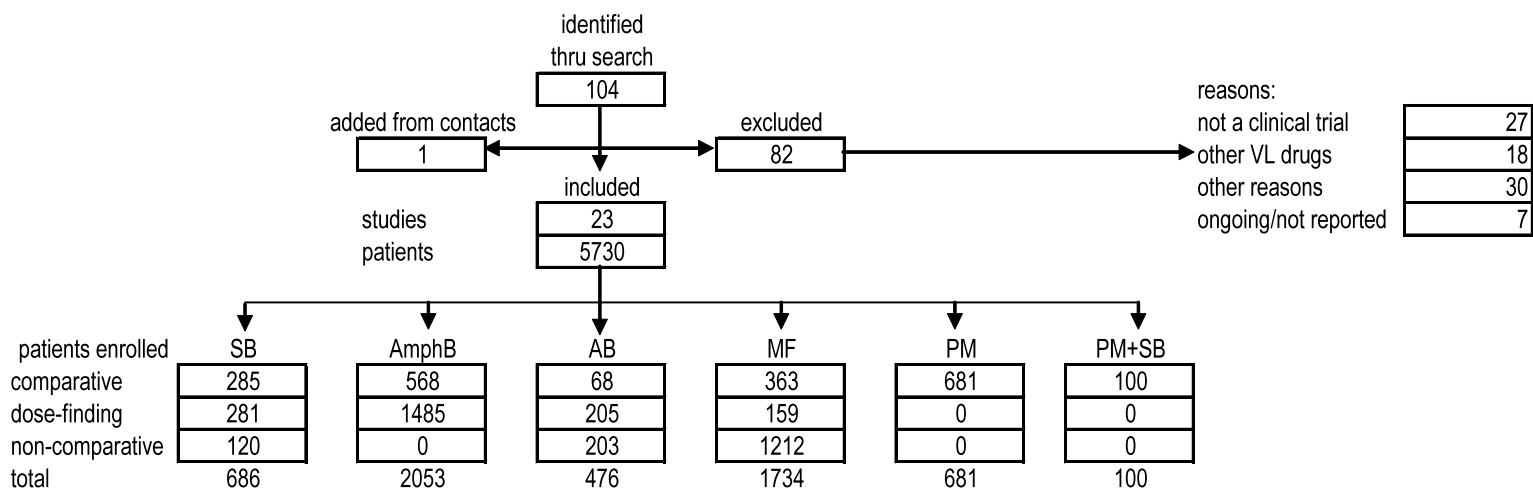 identified
thru search
104
reasons:
added from contacts
excluded
not a clinical trial 27
1
82
other VL drugs 18
included
other reasons 30
studies 23
ongoing/not reported 7
patients 5730
patients enrolled SB AmphB AB MF PM PM+SB
comparative 285 568 68 363 681 100
dose-finding 281 1485 205 159 0 0
non-comparative 120 0 203 1212 0 0
total 686 2053 476 1734 681 100